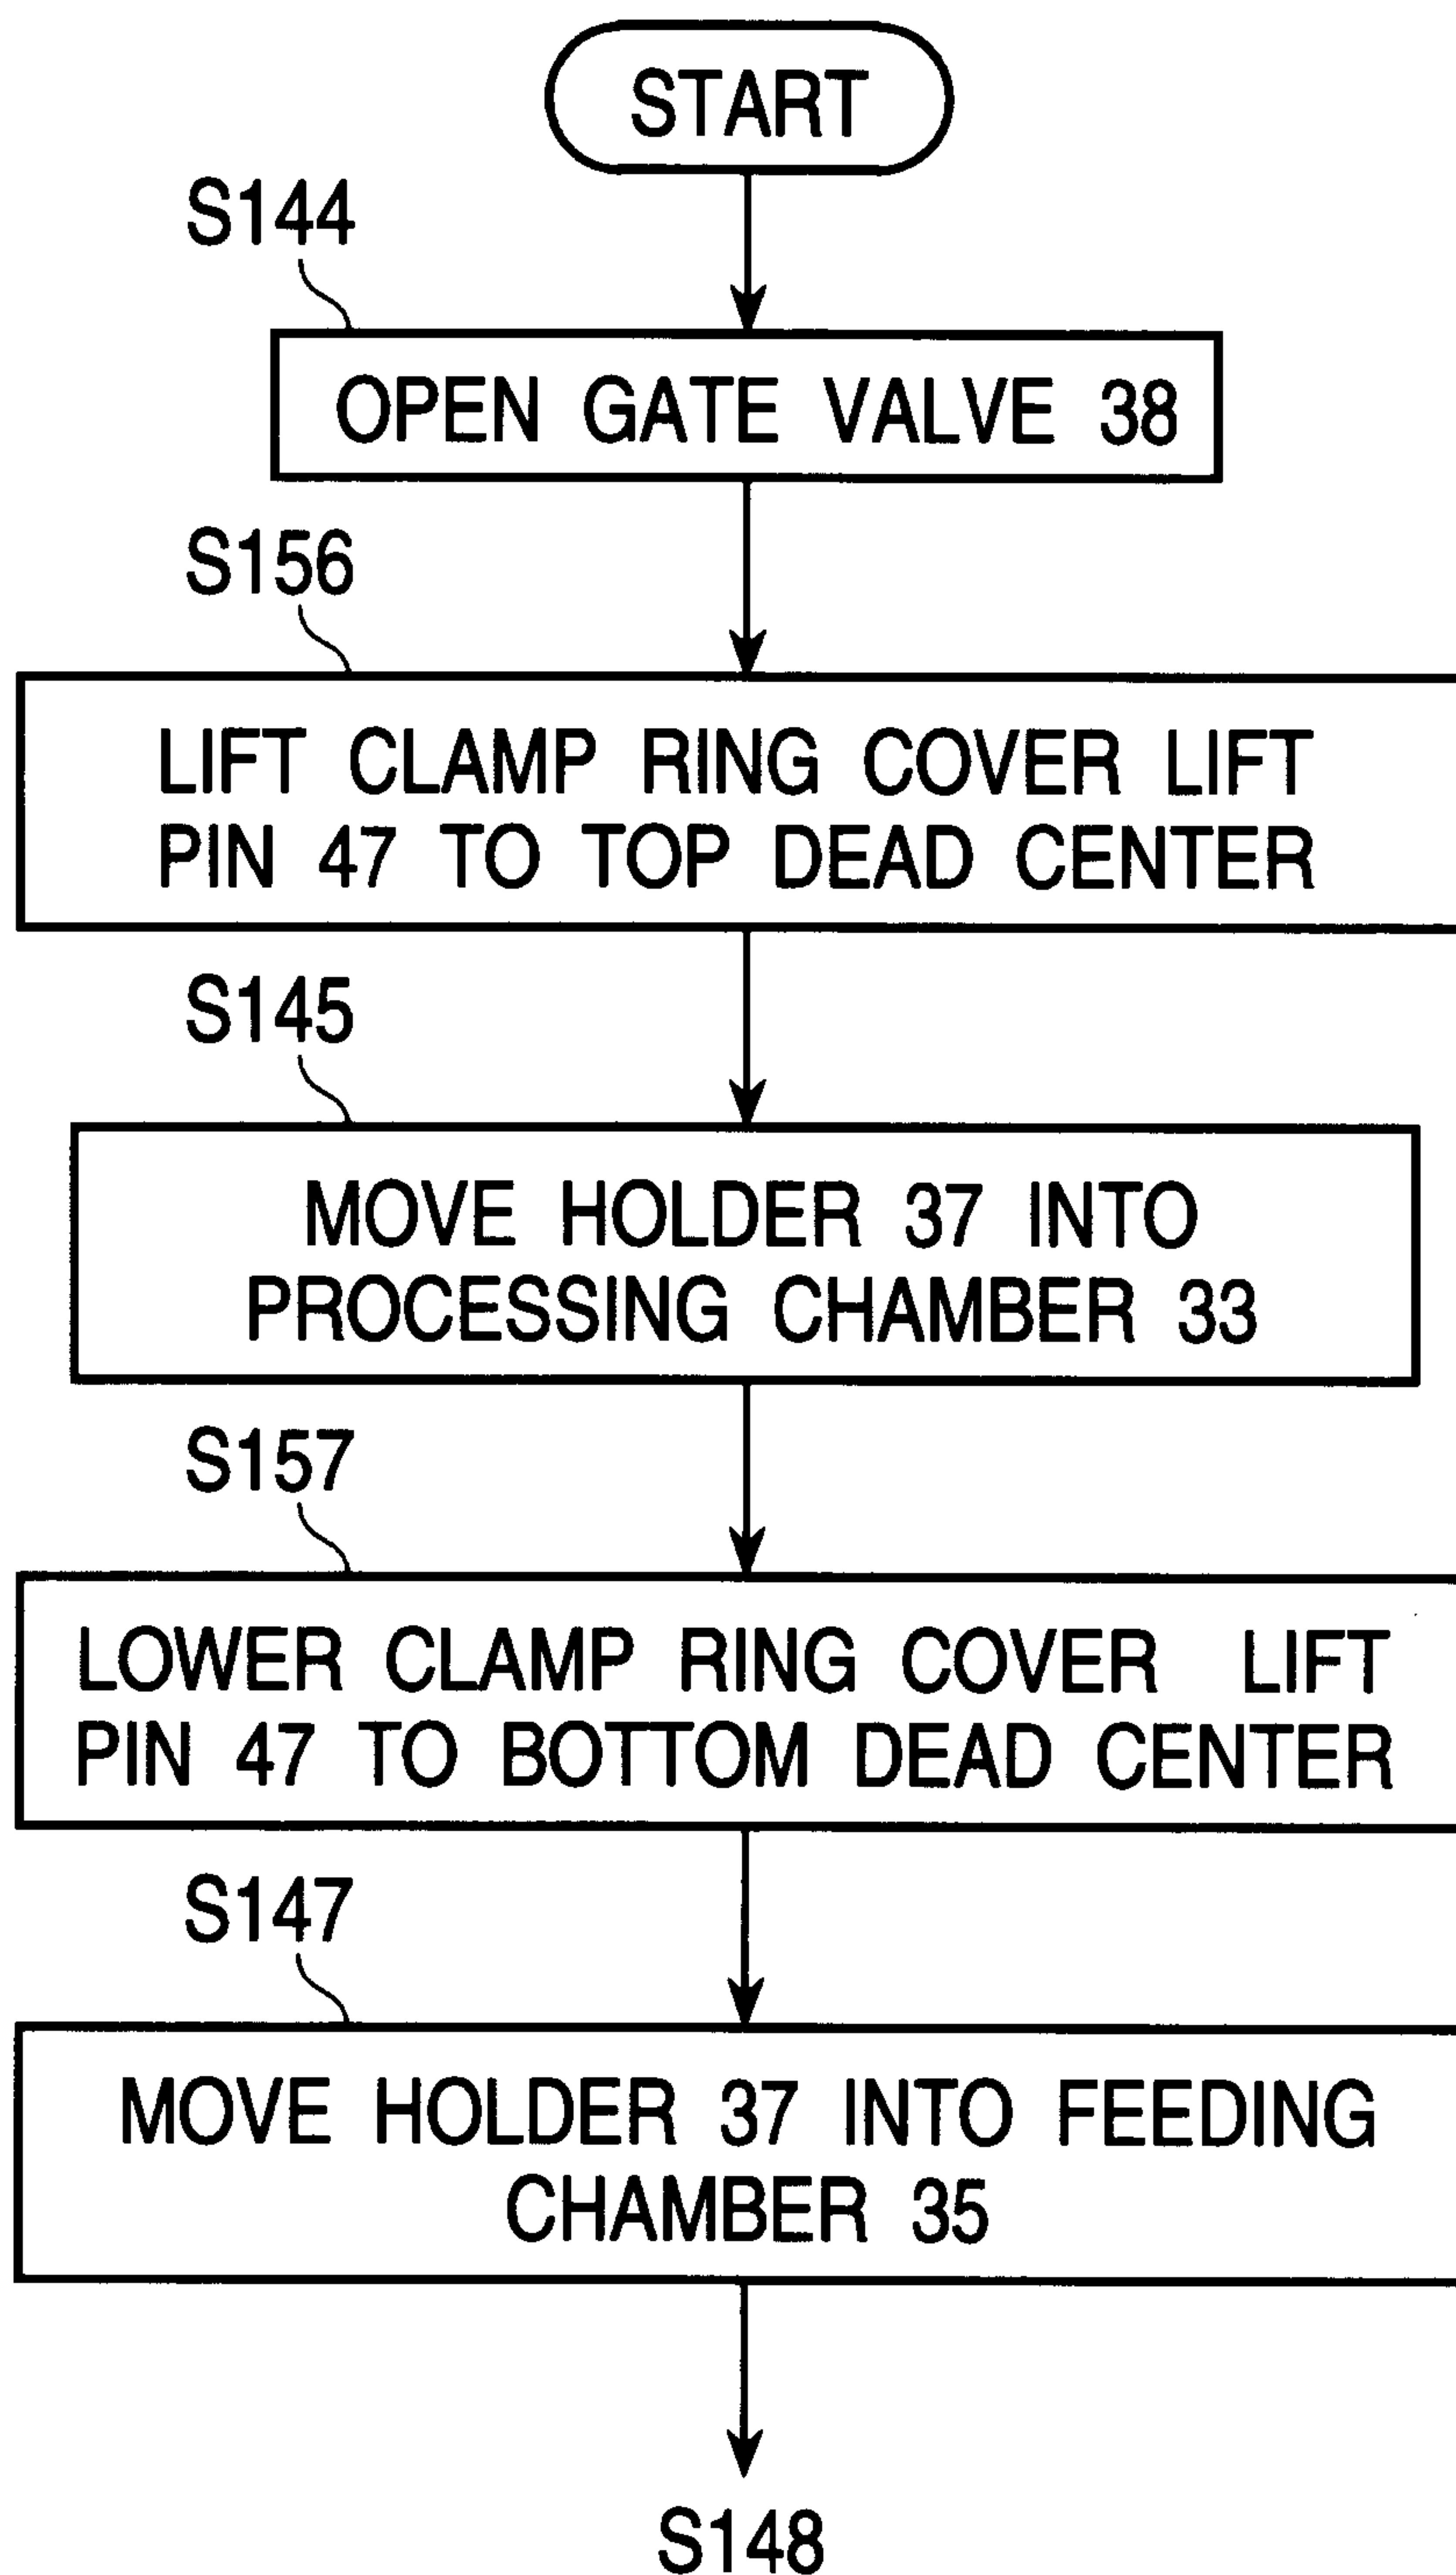 START
S144
OPEN GATE VALVE 38
S156
LIFT CLAMP RING COVER LIFT
PIN 47 TO TOP DEAD CENTER
S145
MOVE HOLDER 37 INTO
PROCESSING CHAMBER 33
S157
LOWER CLAMP RING COVER LIFT
PIN 47 TO BOTTOM DEAD CENTER
S147
MOVE HOLDER 37 INTO FEEDING
CHAMBER 35
S148